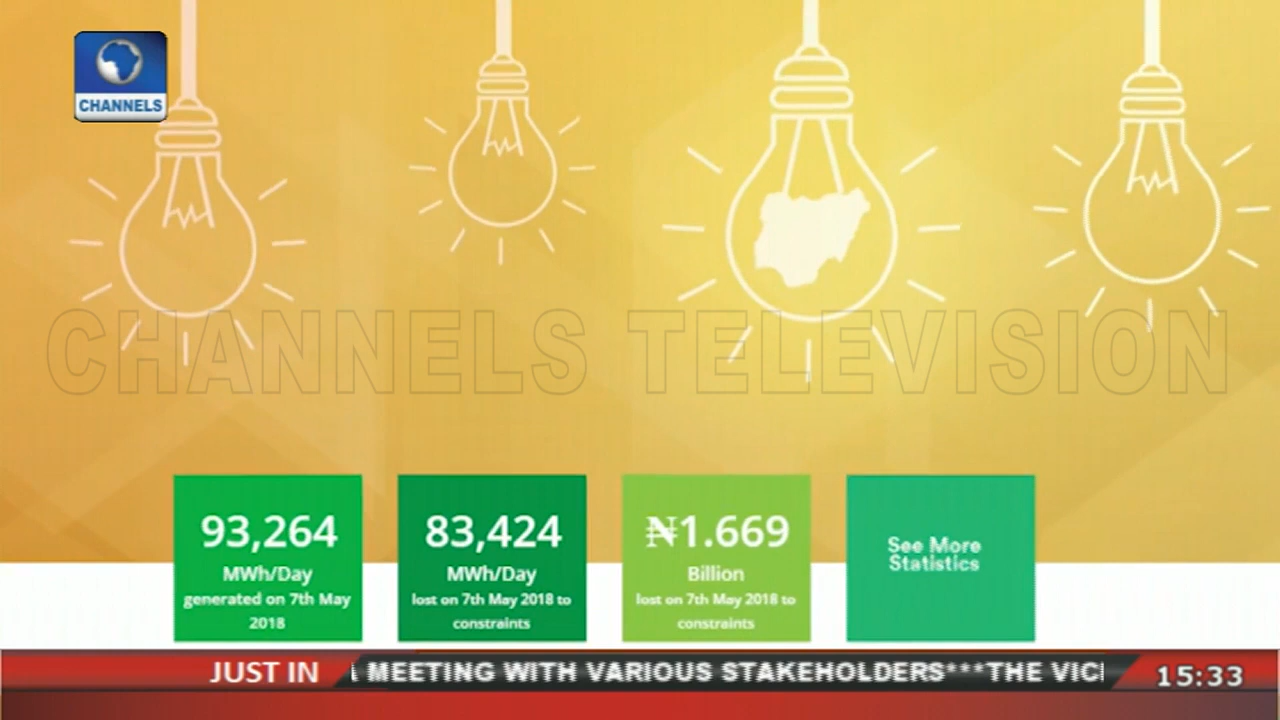 CHANNELS
CHANNELS TELEVISION
93,264
MWh/Day
generated on 7th May
2018
83,424
MWh/Day
lost on 7th May 2018 to
constraints
₦1.669
Billion
lost on 7th May 2018 to
constraints
See More
Statistics
JUST IN
MEETING WITH VARIOUS STAKEHOLDERS***THE VIC
15:33